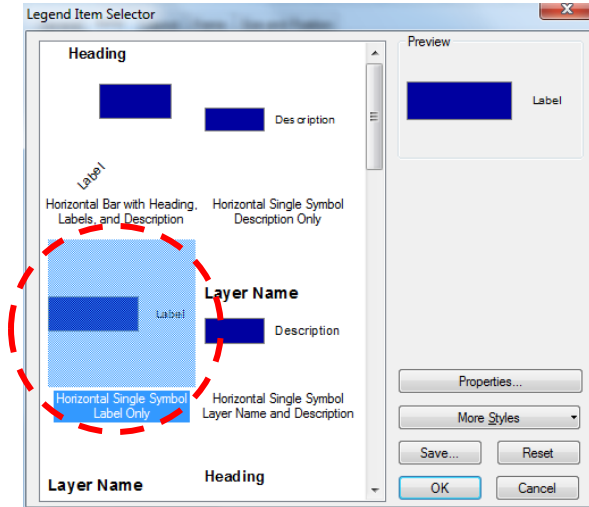 Legend Item Selector
Heading
Description
Label
Horizontal Bar with Heading,
Labels, and Description
Horizontal Single Symbol
Description Only
Label
Layer Name
Description
Horizontal Single Symbol
Label Only
Horizontal Single Symbol
Layer Name and Description
Layer Name
Heading
Preview
Label
Properties...
More Styles
Save...
Reset
OK
Cancel